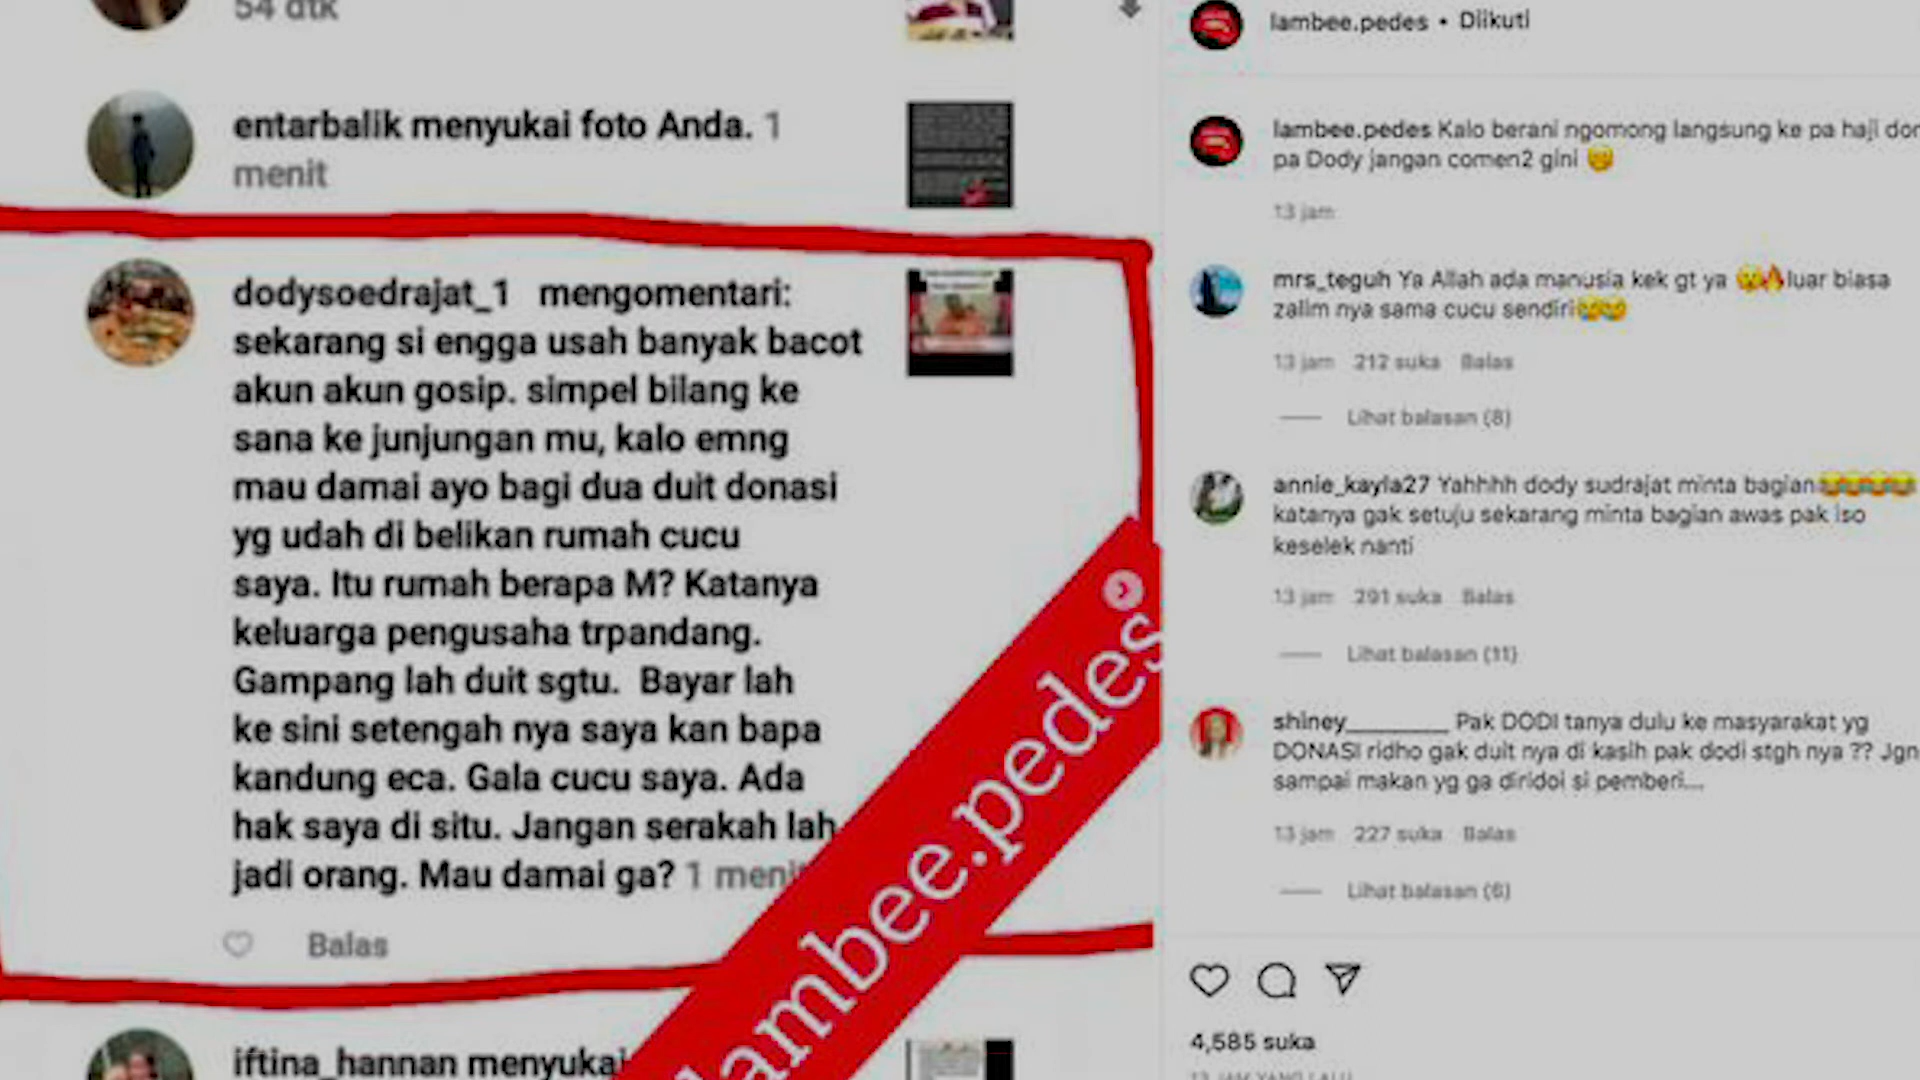 54 dtk
entarbalik menyukai foto Anda. 1
menit
dodysoedrajat_1 mengomentari:
sekarang si engga usah banyak bacot
akun akun gosip. simpel bilang ke
sana ke junjungan mu, kalo emng
mau damai ayo bagi dua duit donasi
yg udah di belikan rumah cucu
saya. Itu rumah berapa M? Katanya
keluarga pengusaha trpandang.
Gampang lah duit sgtu. Bayar lah
ke sini setengah nya saya kan bapa
kandung eca. Gala cucu saya. Ada
hak saya di situ. Jangan serakah lah
jadi orang. Mau damai ga? 1 menit
Balas
iftina_hannan menyukai
lambee.pedes
lambee.pedes • Diikuti
lambee.pedes Kalo berani ngomong langsung ke pa haji don
pa Dody jangan comen2 gini 🤭
13 jam
mrs_teguh Ya Allah ada manusia kek gt ya 😢🔥luar biasa
zalim nya sama cucu sendiri😢😢
13 jam 212 suka Balas
Lihat balasan (8)
annie_kayla27 Yahhhh dody sudrajat minta bagian😂😂😂😂
katanya gak setuju sekarang minta bagian awas pak iso
keselek nanti
13 jam 291 suka Balas
Lihat balasan (11)
shiney________ Pak DODI tanya dulu ke masyarakat yg
DONASI ridho gak duit nya di kasih pak dodi stgh nya ?? Jgn
sampai makan yg ga diridoi si pemberi...
13 jam 227 suka Balas
Lihat balasan (6)
4,585 suka
13 JAM YANG LALU